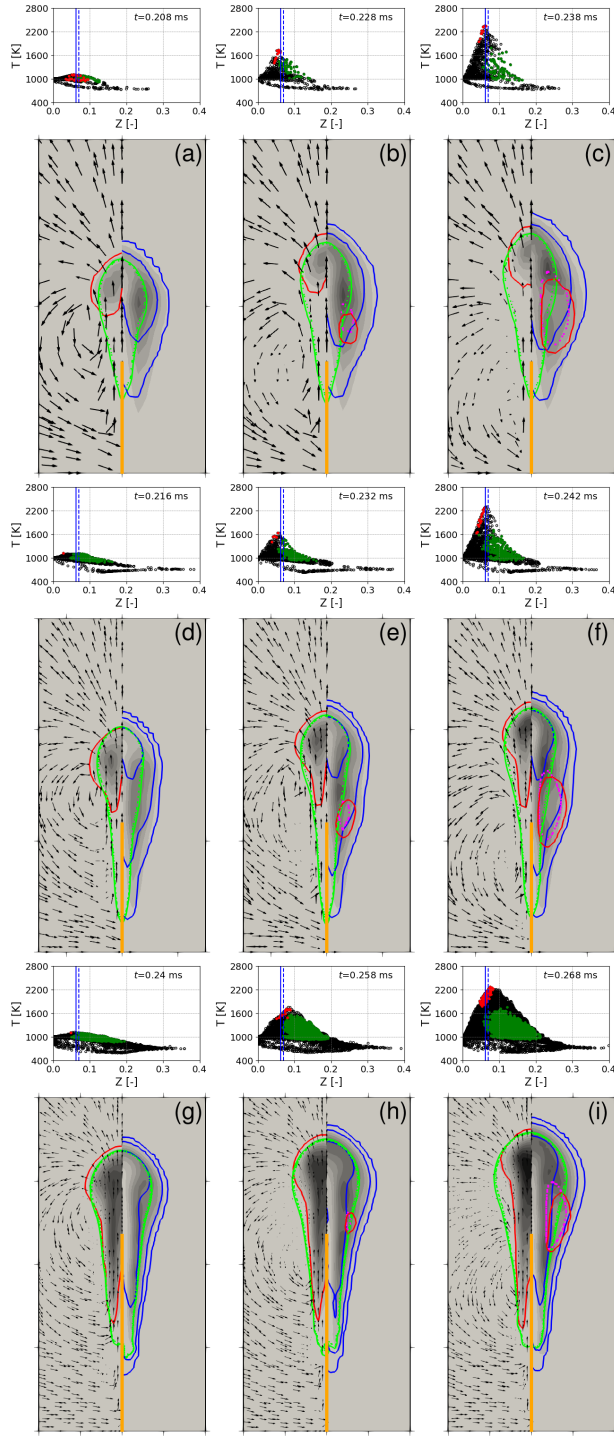 2800 2200 1600 1000 400
T [K]
t=0.208 ms
0.0 0.1 0.2 0.3 0.4
Z [-]
2800 2200 1600 1000 400
T [K]
t=0.228 ms
0.0 0.1 0.2 0.3 0.4
Z [-]
2800 2200 1600 1000 400
T [K]
t=0.238 ms
0.0 0.1 0.2 0.3 0.4
Z [-]
(a)
(b)
(c)
2800 2200 1600 1000 400
T [K]
t=0.216 ms
0.0 0.1 0.2 0.3 0.4
Z [-]
2800 2200 1600 1000 400
T [K]
t=0.232 ms
0.0 0.1 0.2 0.3 0.4
Z [-]
2800 2200 1600 1000 400
T [K]
t=0.242 ms
0.0 0.1 0.2 0.3 0.4
Z [-]
(d)
(e)
(f)
2800 2200 1600 1000 400
T [K]
t=0.24 ms
0.0 0.1 0.2 0.3 0.4
Z [-]
2800 2200 1600 1000 400
T [K]
t=0.258 ms
0.0 0.1 0.2 0.3 0.4
Z [-]
2800 2200 1600 1000 400
T [K]
t=0.268 ms
0.0 0.1 0.2 0.3 0.4
Z [-]
(g)
(h)
(i)